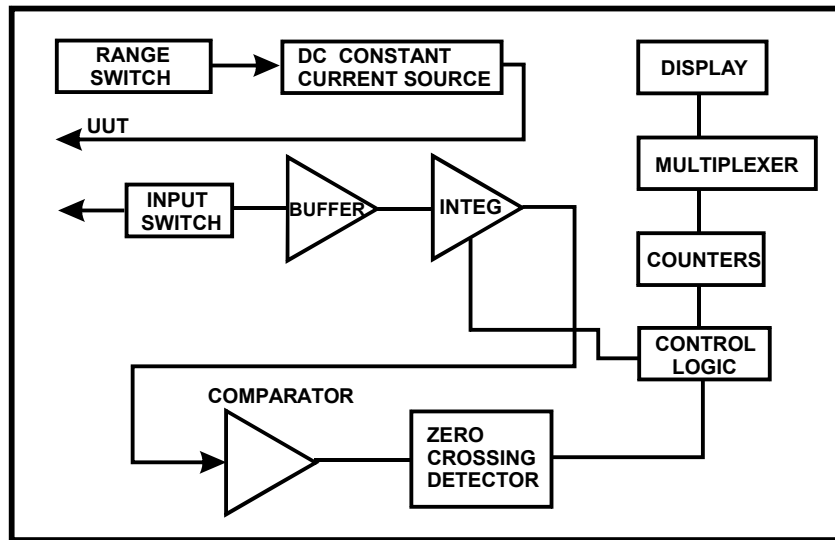 RANGE
SWITCH
DC CONSTANT
CURRENT SOURCE
DISPLAY
UUT
MULTIPLEXER
INPUT
SWITCH
BUFFER
INTEG
COUNTERS
CONTROL
LOGIC
COMPARATOR
ZERO
CROSSING
DETECTOR